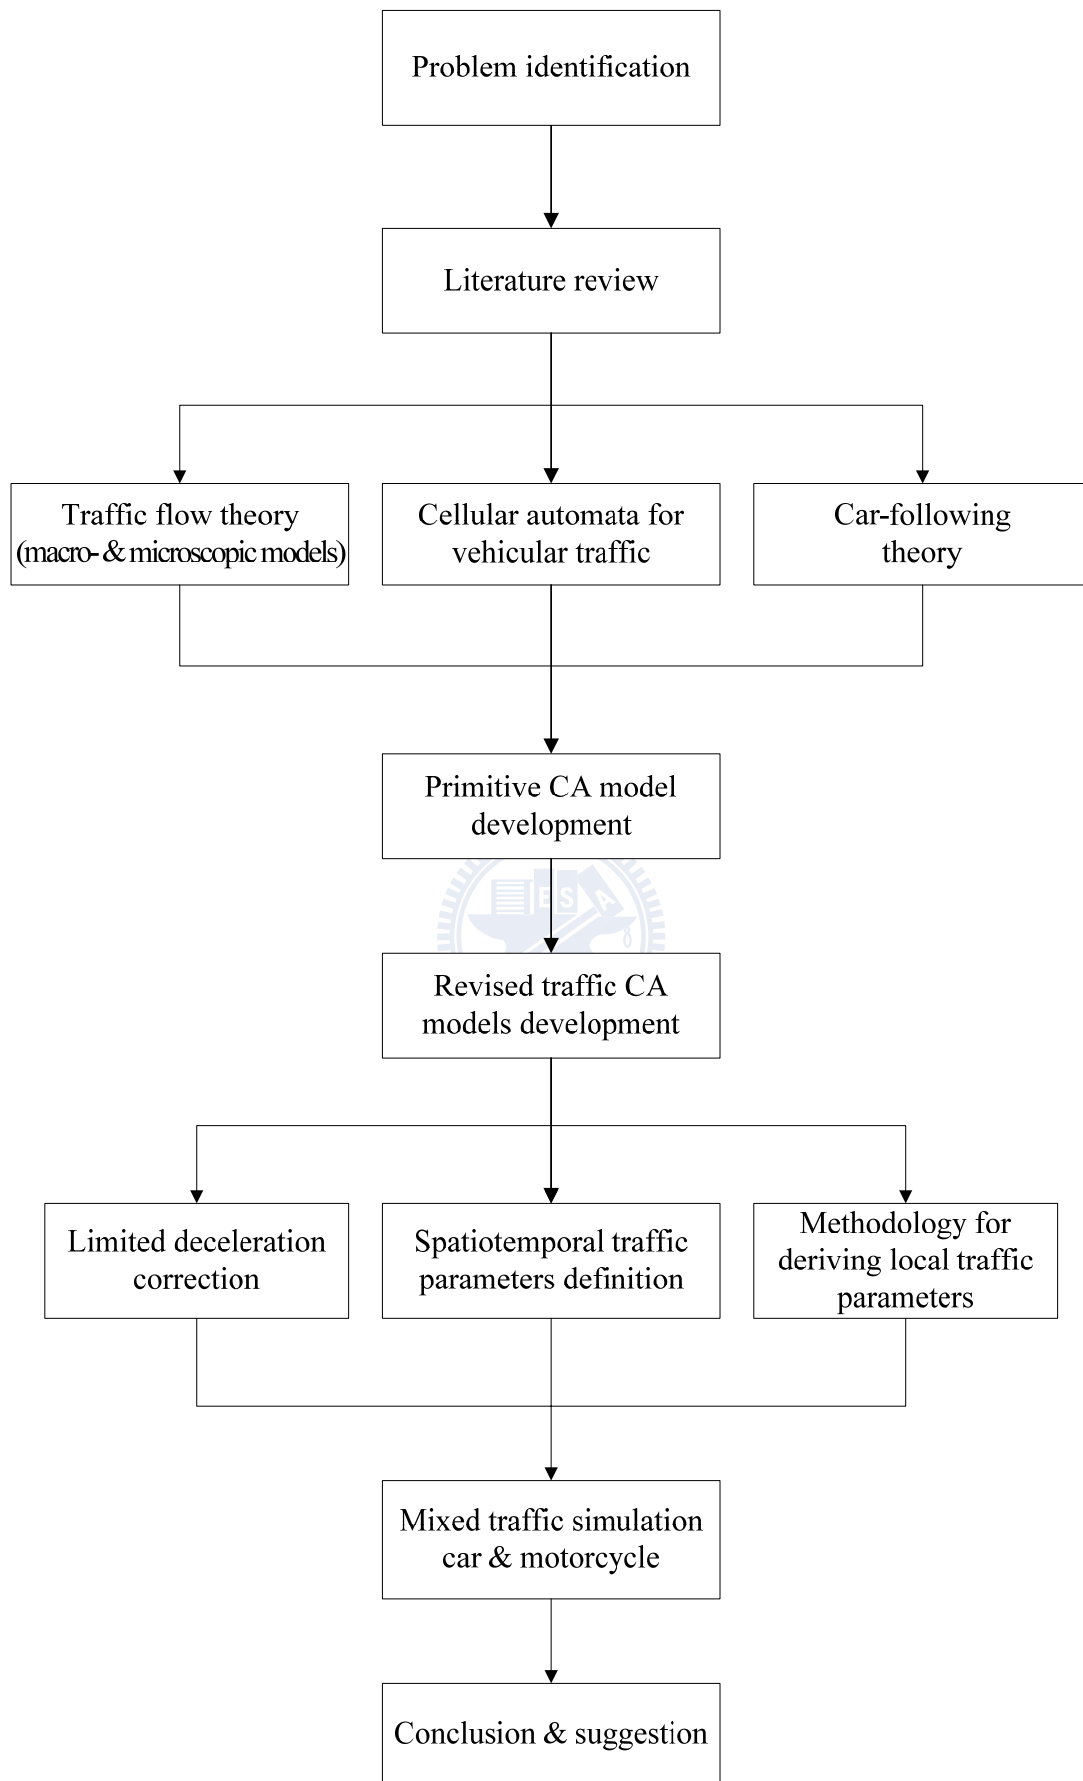 Problem identification
Literature review
Traffic flow theory
(macro- & microscopic models)
Cellular automata for
vehicular traffic
Car-following
theory
Primitive CA model
development
E S A
Revised traffic CA
models development
Limited deceleration
correction
Spatiotemporal traffic
parameters definition
Methodology for
deriving local traffic
parameters
Mixed traffic simulation
car & motorcycle
Conclusion & suggestion